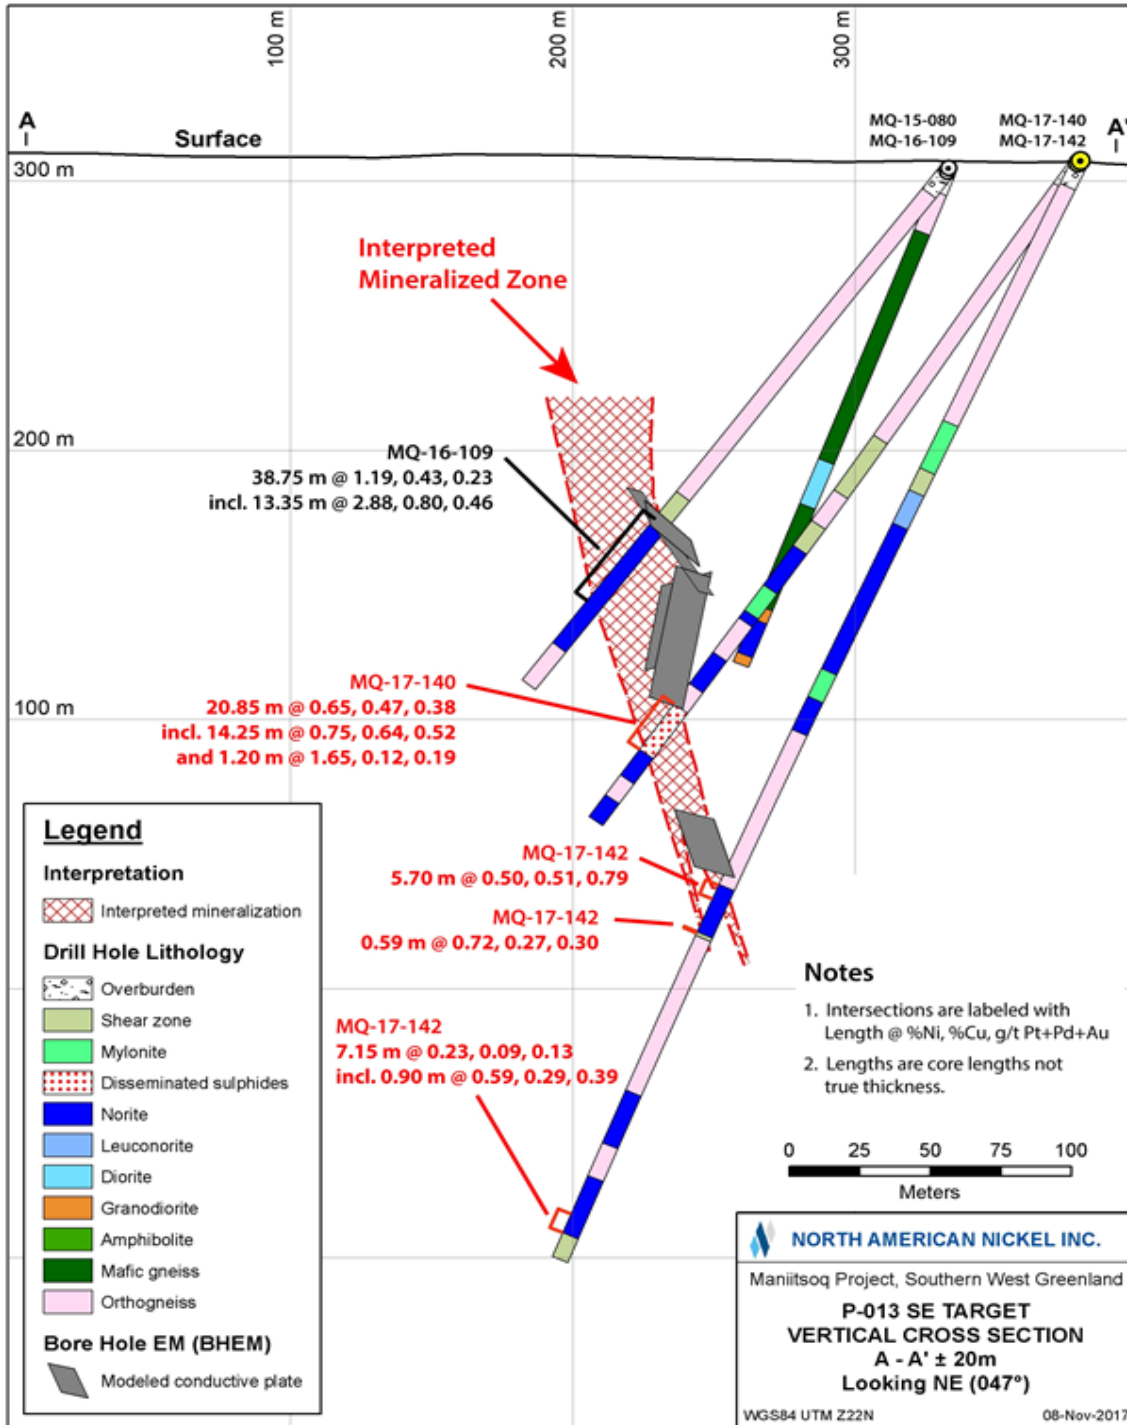 100 m
200 m
300 m
A
Surface
MQ-15-080
MQ-16-109
MQ-17-140
MQ-17-142
A'
300 m
Interpreted
Mineralized Zone
200 m
MQ-16-109
38.75 m @ 1.19, 0.43, 0.23
incl. 13.35 m @ 2.88, 0.80, 0.46
MQ-17-140
20.85 m @ 0.65, 0.47, 0.38
incl. 14.25 m @ 0.75, 0.64, 0.52
and 1.20 m @ 1.65, 0.12, 0.19
100 m
MQ-17-142
5.70 m @ 0.50, 0.51, 0.79
MQ-17-142
0.59 m @ 0.72, 0.27, 0.30
MQ-17-142
7.15 m @ 0.23, 0.09, 0.13
incl. 0.90 m @ 0.59, 0.29, 0.39
Legend
Interpretation
Interpreted mineralization
Drill Hole Lithology
Overburden
Shear zone
Mylonite
Disseminated sulphides
Norite
Leuconorite
Diorite
Granodiorite
Amphibolite
Mafic gneiss
Orthogneiss
Bore Hole EM (BHEM)
Modeled conductive plate
Notes
1. Intersections are labeled with
Length @ %Ni, %Cu, g/t Pt+Pd+Au
2. Lengths are core lengths not
true thickness.
0 25 50 75 100
Meters
NORTH AMERICAN NICKEL INC.
Maniitsoq Project, Southern West Greenland
P-013 SE TARGET
VERTICAL CROSS SECTION
A - A' ± 20m
Looking NE (047°)
WGS84 UTM Z22N 08-Nov-2017